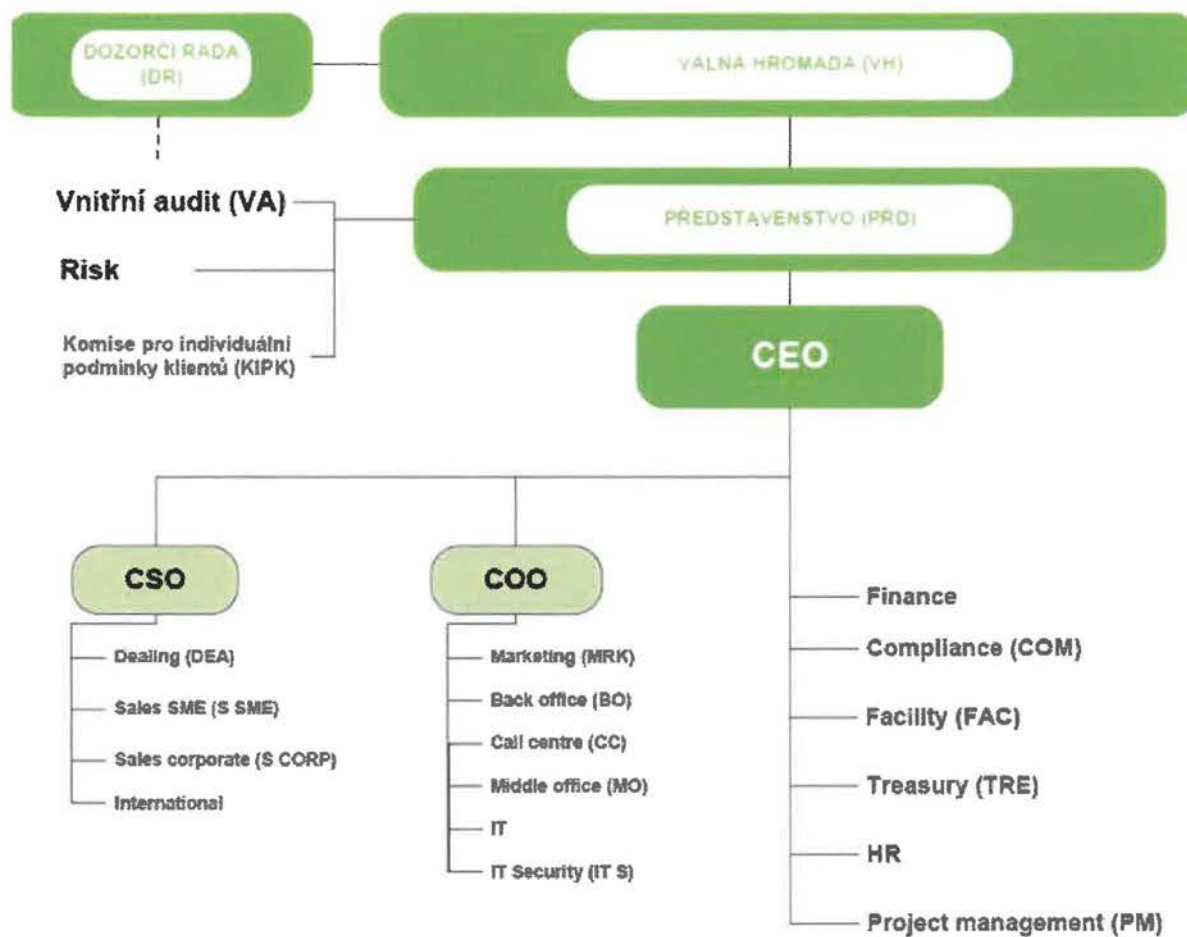 DOZORČÍ RADA
(DR)
VALNÁ HROMADA (VH)
Vnitřní audit (VA)
PŘEDSTAVENSTVO (PŘD)
Risk
Komise pro individuální
podmínky klientů (KIPK)
CEO
CSO
Dealing (DEA)
Sales SME (S SME)
Sales corporate (S CORP)
International
COO
Marketing (MRK)
Back office (BO)
Call centre (CC)
Middle office (MO)
IT
IT Security (IT S)
Finance
Compliance (COM)
Facility (FAC)
Treasury (TRE)
HR
Project management (PM)